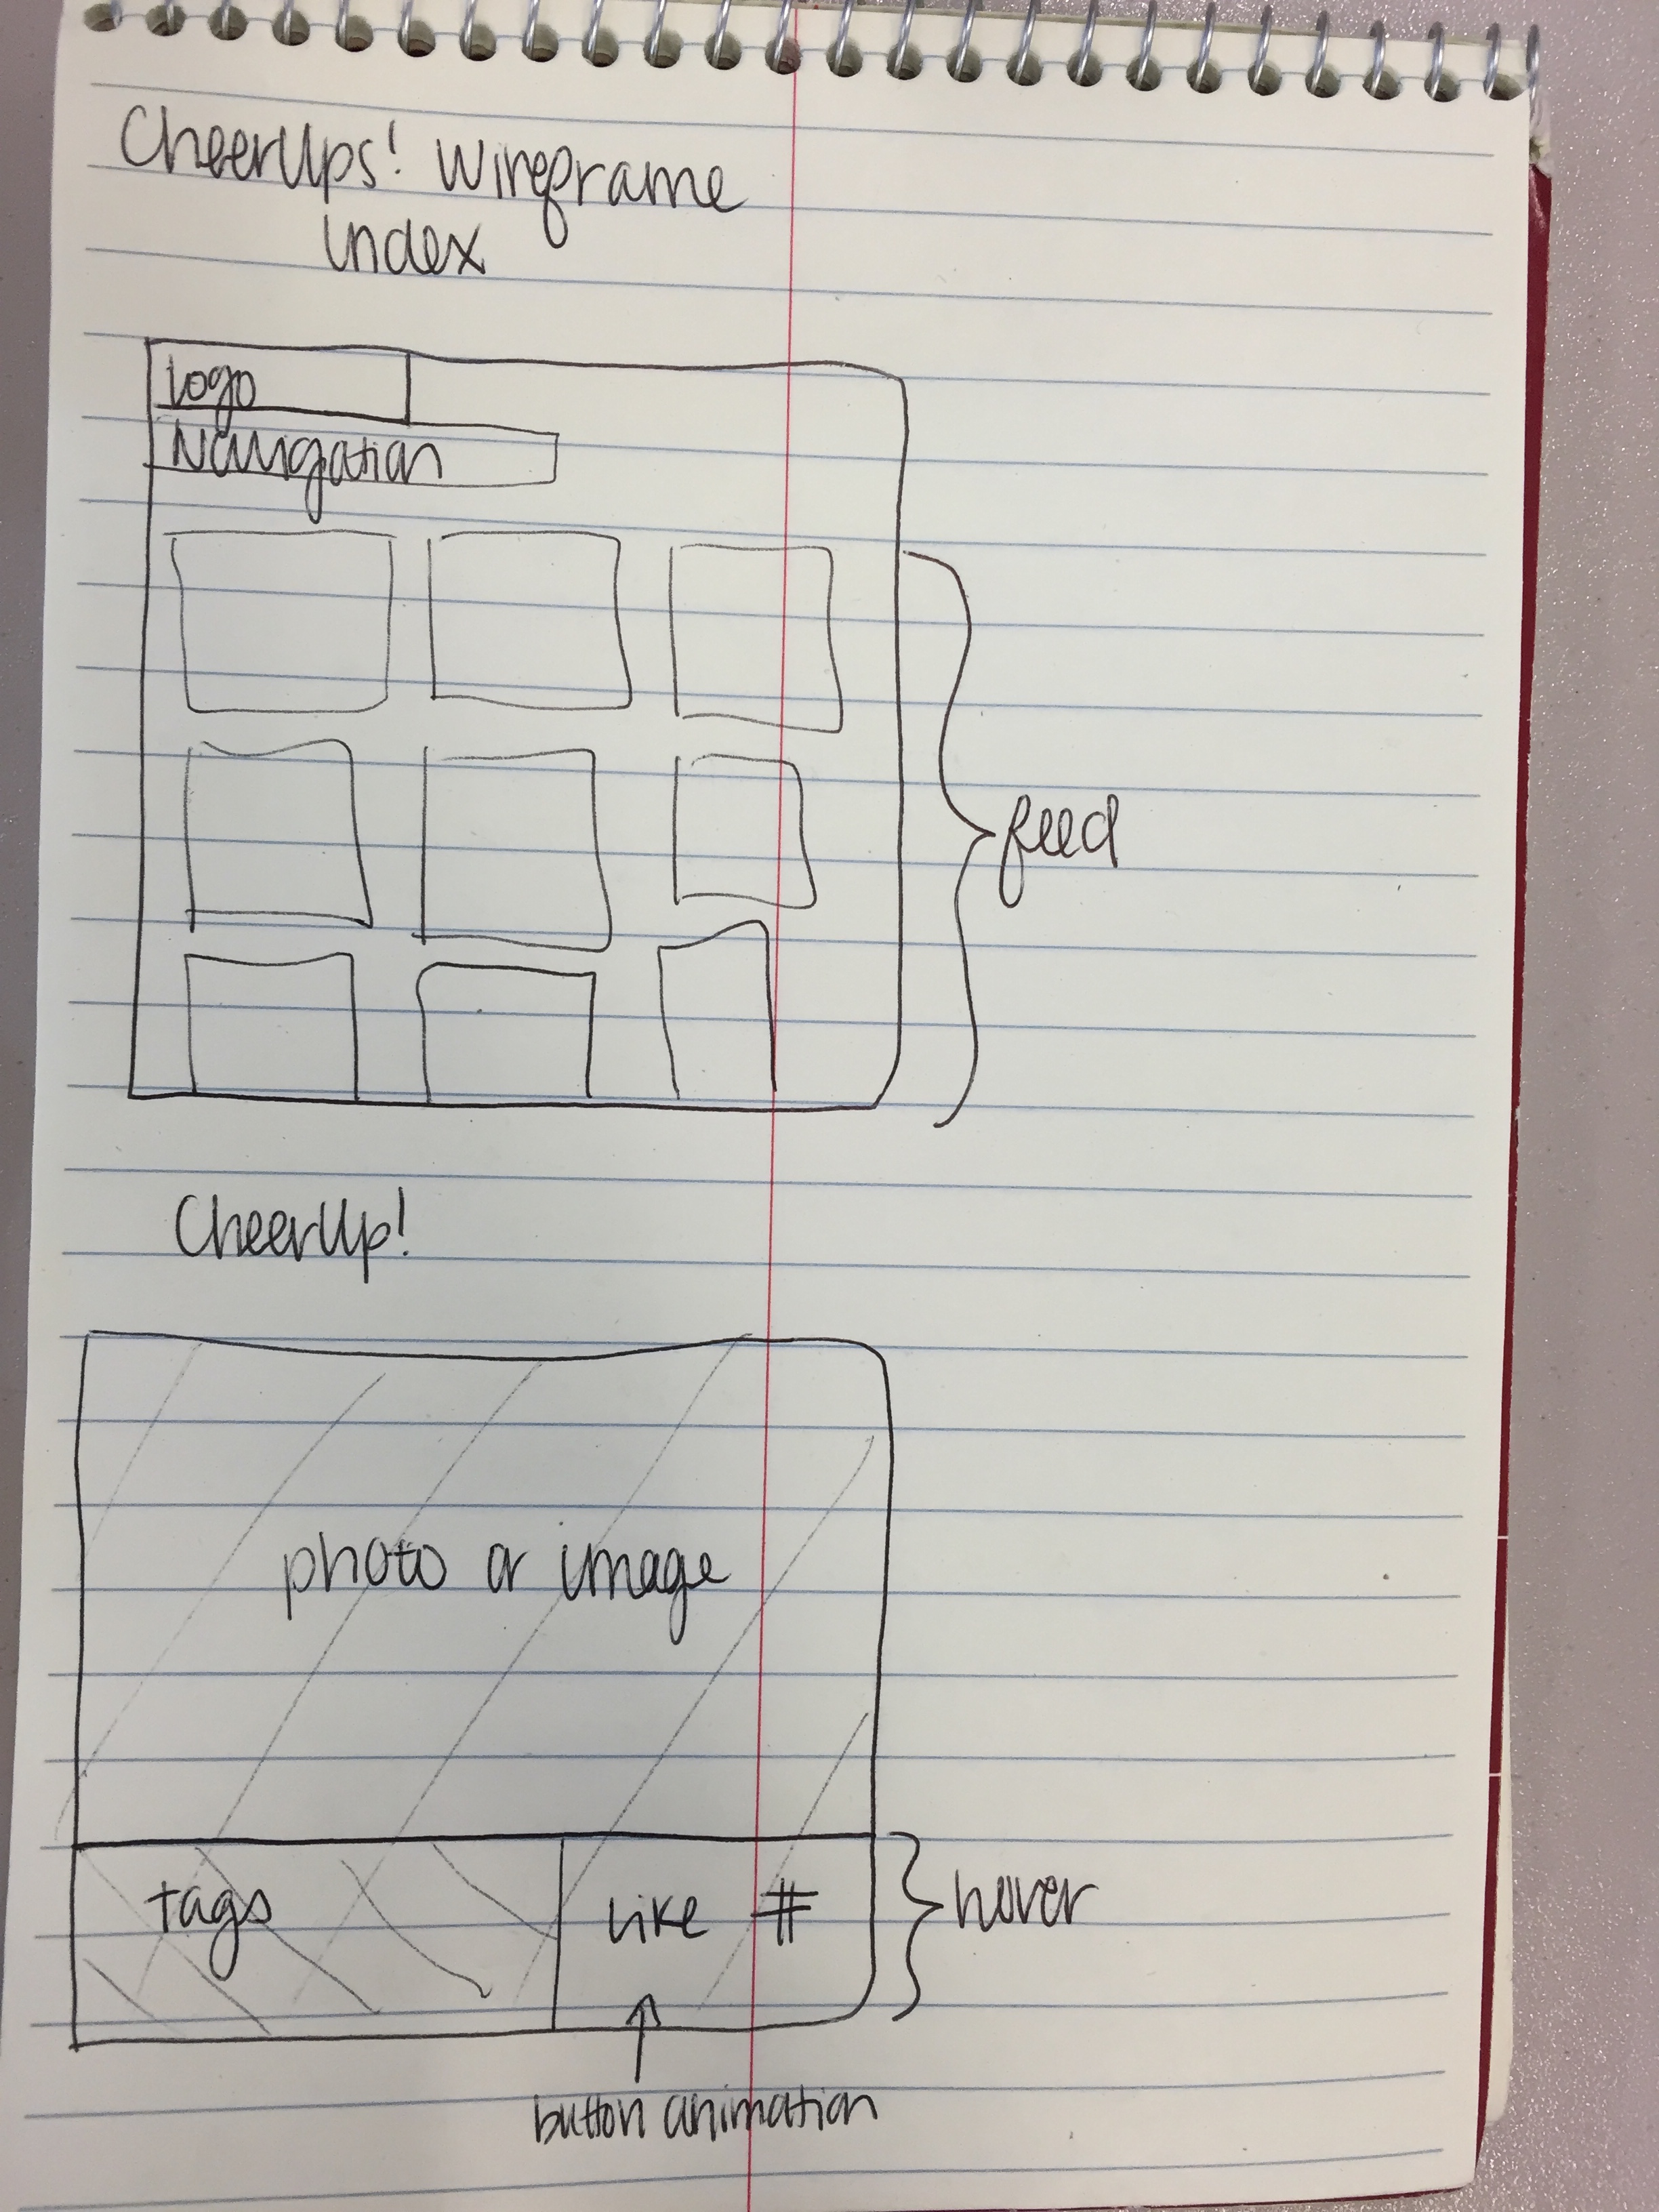 CheerUps! Wireframe
Index
Logo
Navigation
feed
CheerUp!
photo or image
tags
Like #
hover
button animation